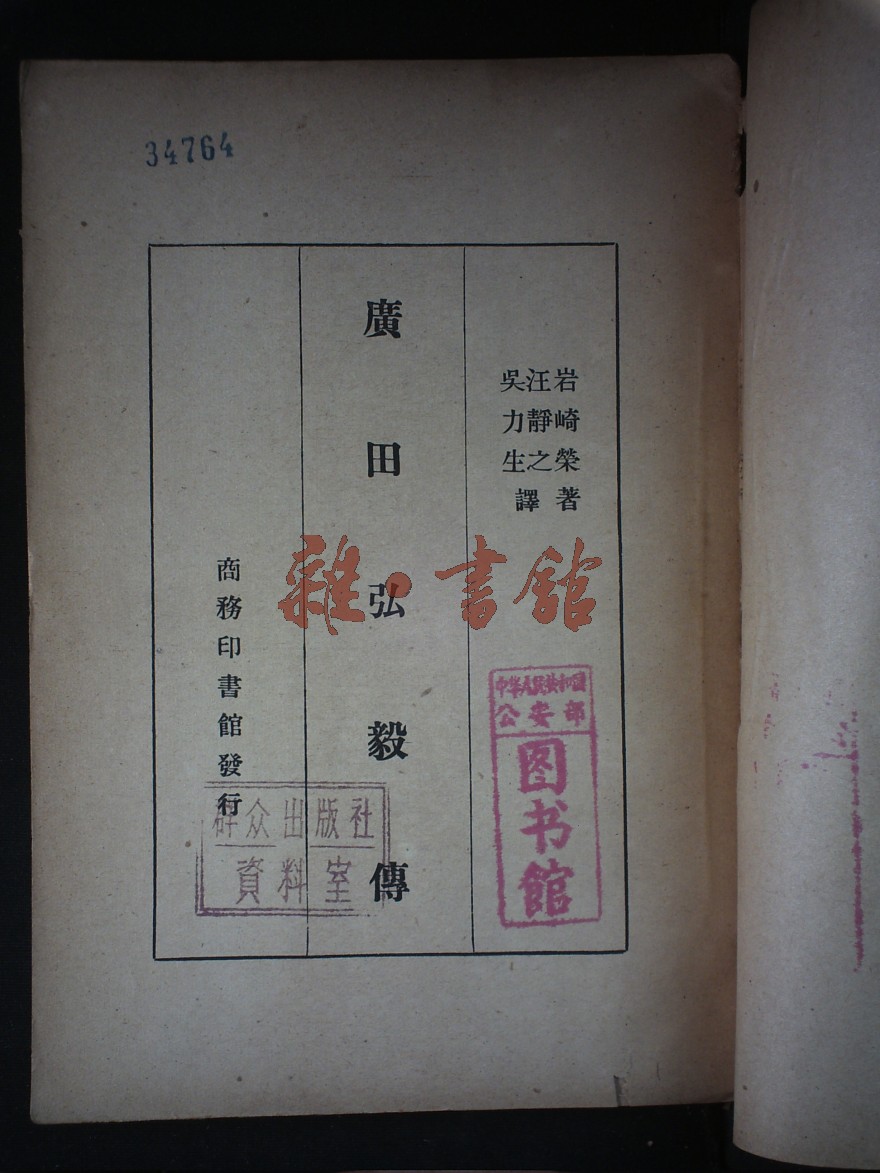 34764
岩崎榮著
汪靜之譯
吳力生
廣田弘毅傳
商務印書館發行
雜·書館
中华人民共和国
公安部
图书馆
群众出版社
資料室